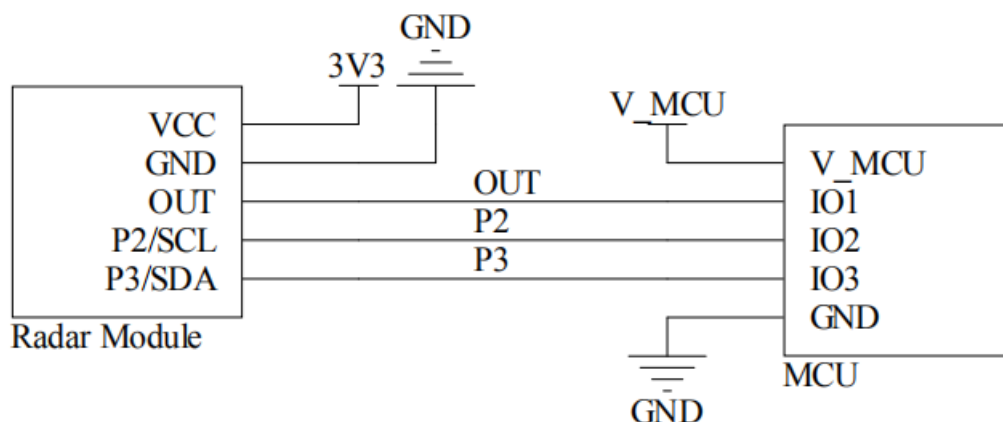 GND
3V3
V_MCU
VCC
GND
OUT
P2/SCL
P3/SDA
Radar Module
OUT
P2
P3
V_MCU
IO1
IO2
IO3
GND
MCU
GND